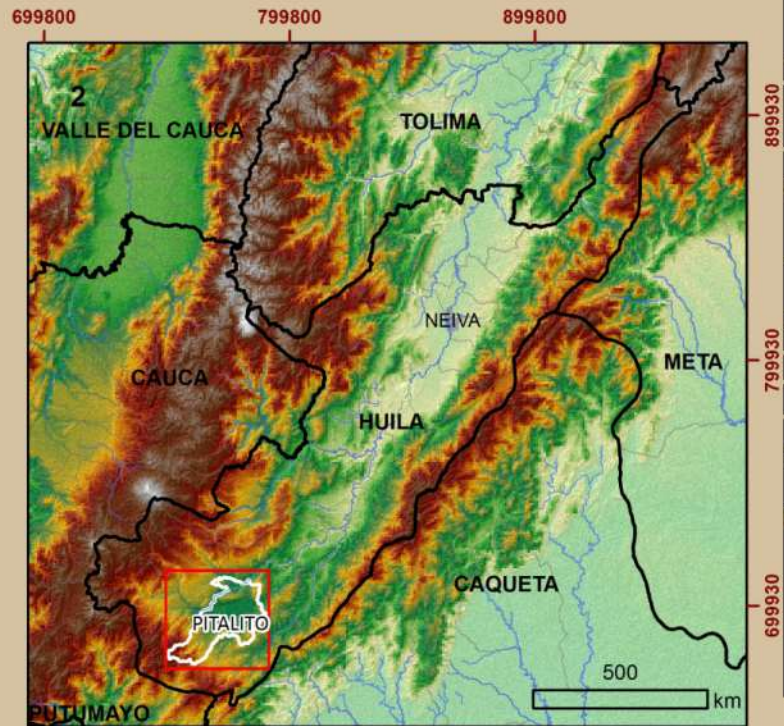 699800 799800 899800
2
VALLE DEL CAUCA
TOLIMA
899930
NEIVA
799930
META
CAUCA
HUILA
CAQUETA
699930
PITALITO
500
km
PUTUMAYO